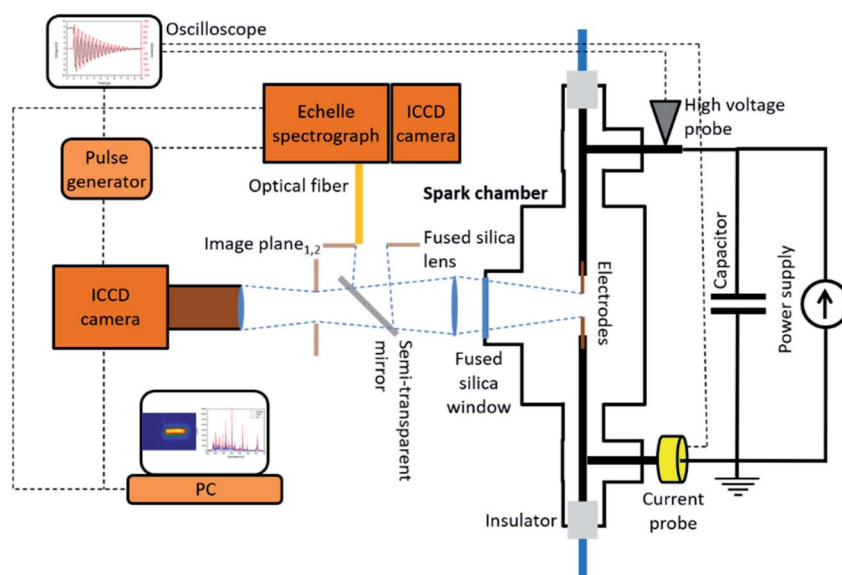 Oscilloscope
Echelle
spectrograph
ICCD
camera
High voltage
probe
Pulse
generator
Optical fiber
Spark chamber
Image plane1,2
Fused silica
lens
ICCD
camera
Electrodes
Capacitor
Power supply
Semi-transparent
mirror
Fused
silica
window
PC
Insulator
Current
probe